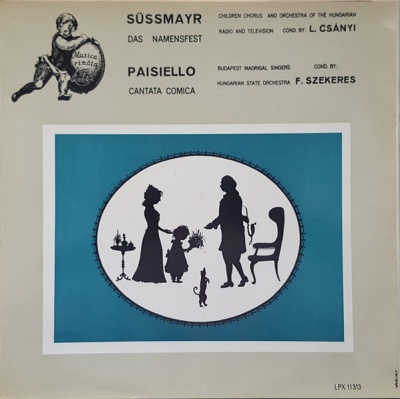 SÜSSMAYR
DAS NAMENSFEST
CHILDREN CHORUS AND ORCHESTRA OF THE HUNGARIAN
RADIO AND TELEVISION COND. BY: L. CSÁNYI
PAISIELLO
CANTATA COMICA
BUDAPEST MADRIGAL SINGERS COND. BY:
HUNGARIAN STATE ORCHESTRA F. SZEKERES
Musica
rinata
LPX 11313